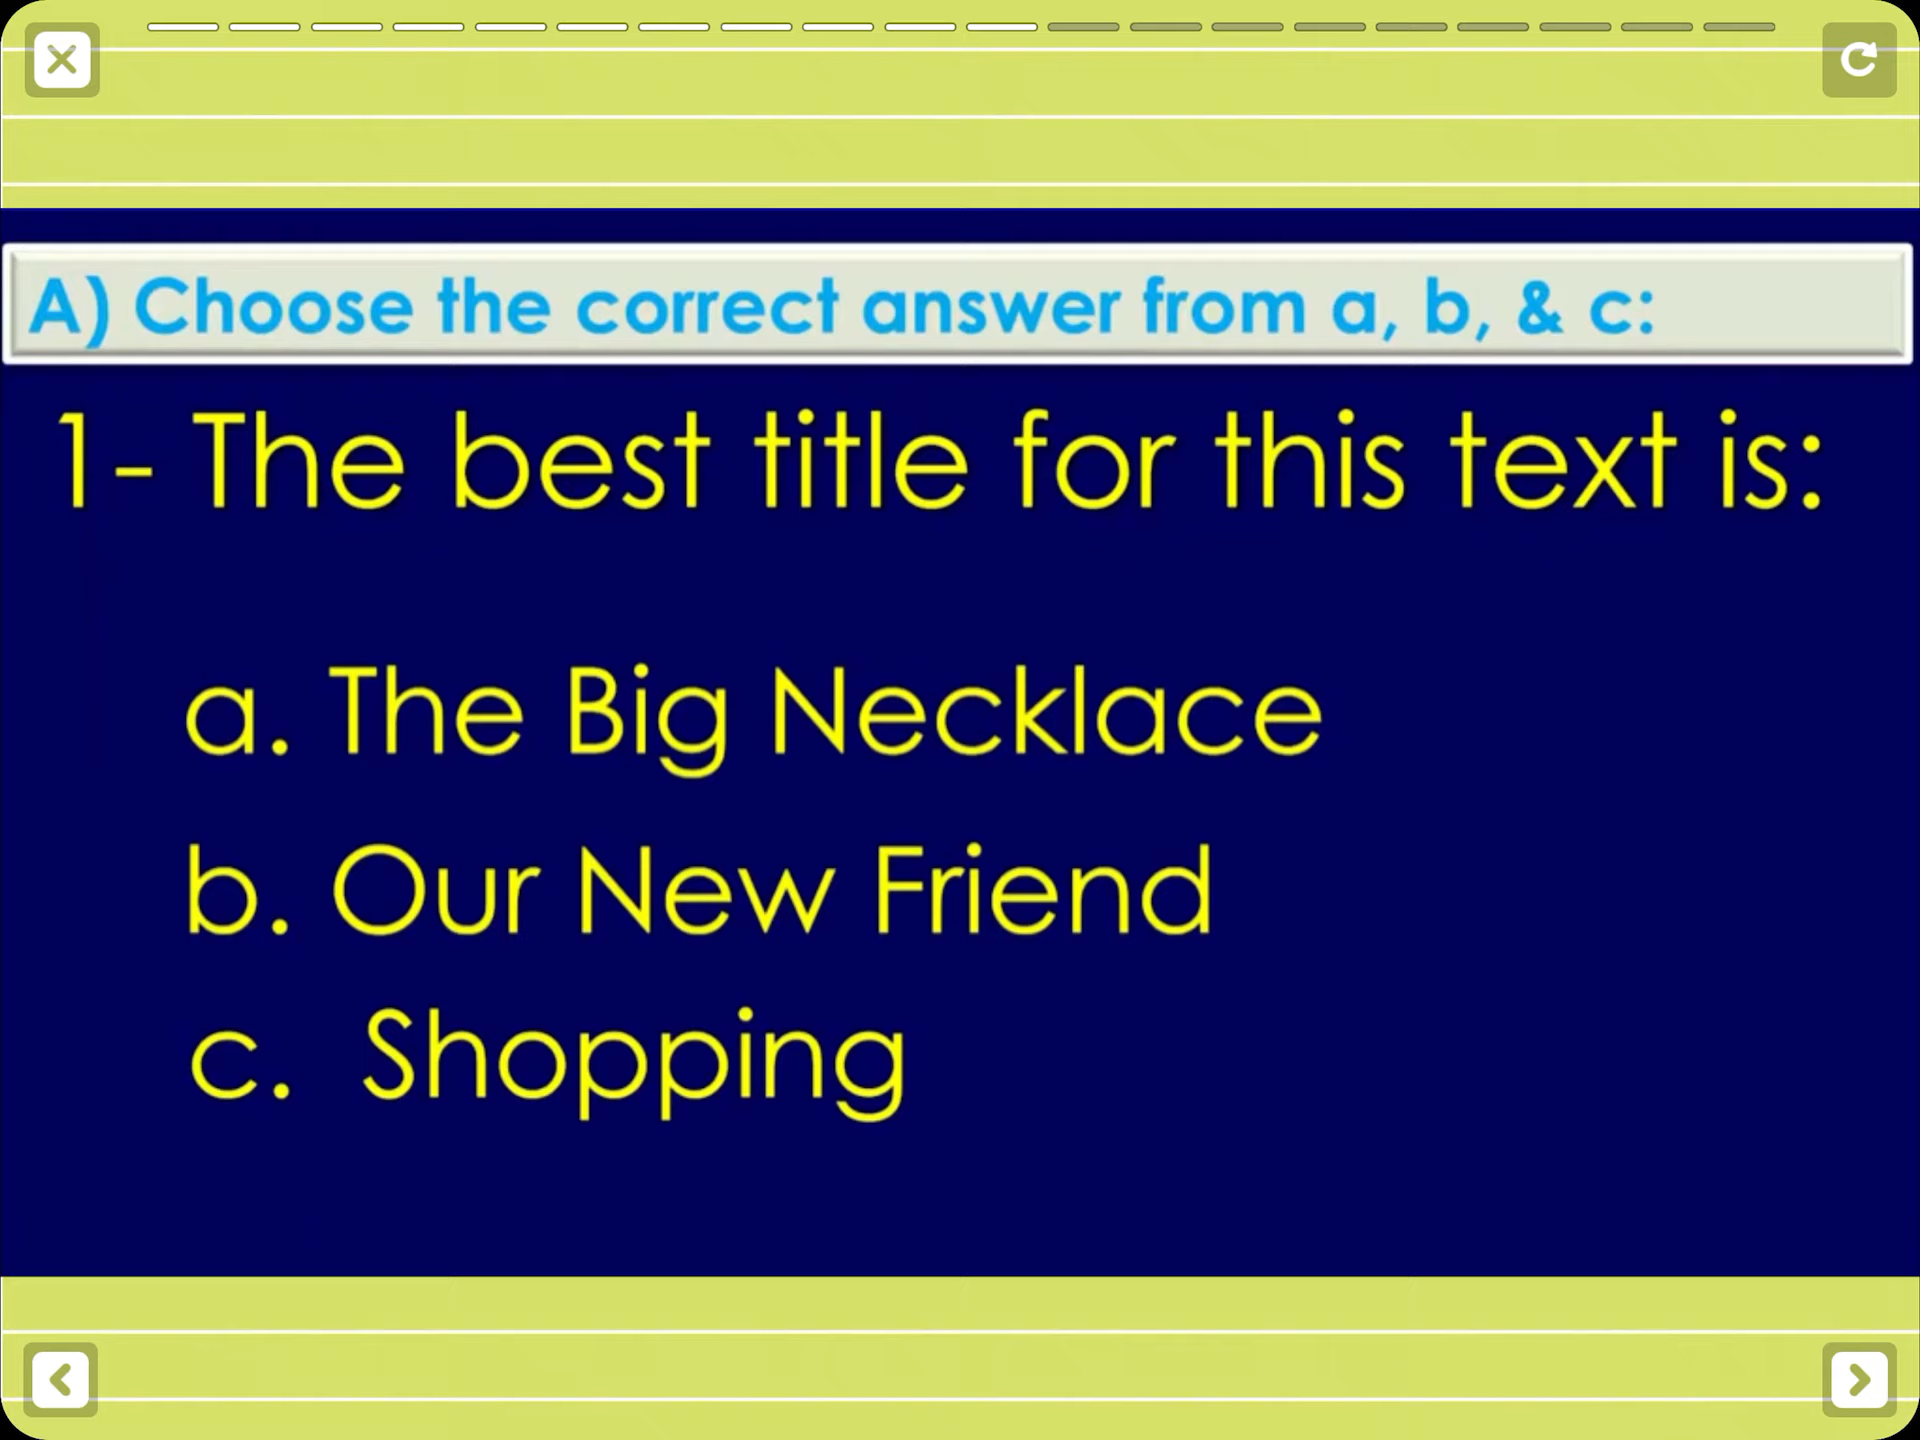 A) Choose the correct answer from a, b, & c:
1- The best title for this text is:
a. The Big Necklace
b. Our New Friend
c. Shopping